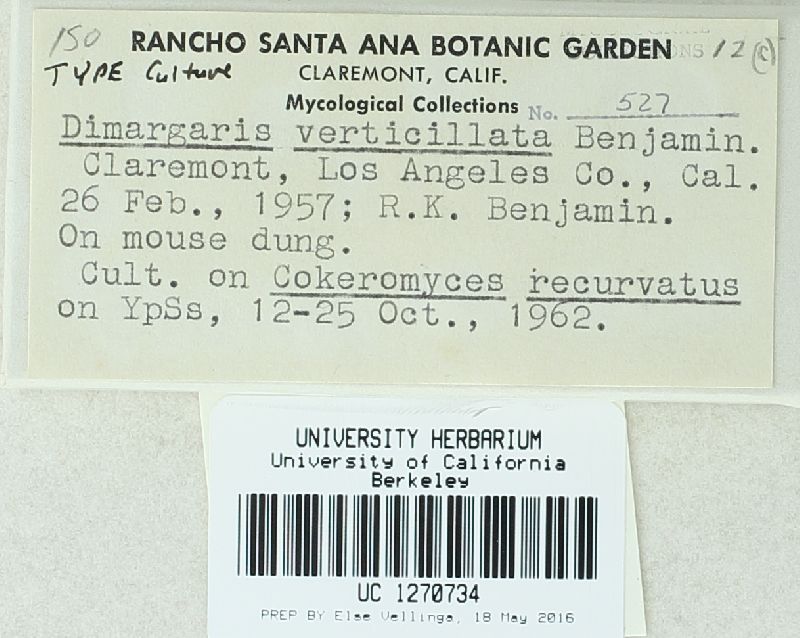 150 RANCHO SANTA ANA BOTANIC GARDEN 12 (c)
TYPE Culture CLAREMONT, CALIF.
Mycological Collections No. 527
Dimargaris verticillata Benjamin.
Claremont, Los Angeles Co., Cal.
26 Feb., 1957; R.K. Benjamin.
On mouse dung.
Cult. on Cokeromyces recurvatus
on YpSs, 12-25 Oct., 1962.
UNIVERSITY HERBARIUM
University of California
Berkeley
UC 1270734
PREP BY Else Vellinga, 18 May 2016